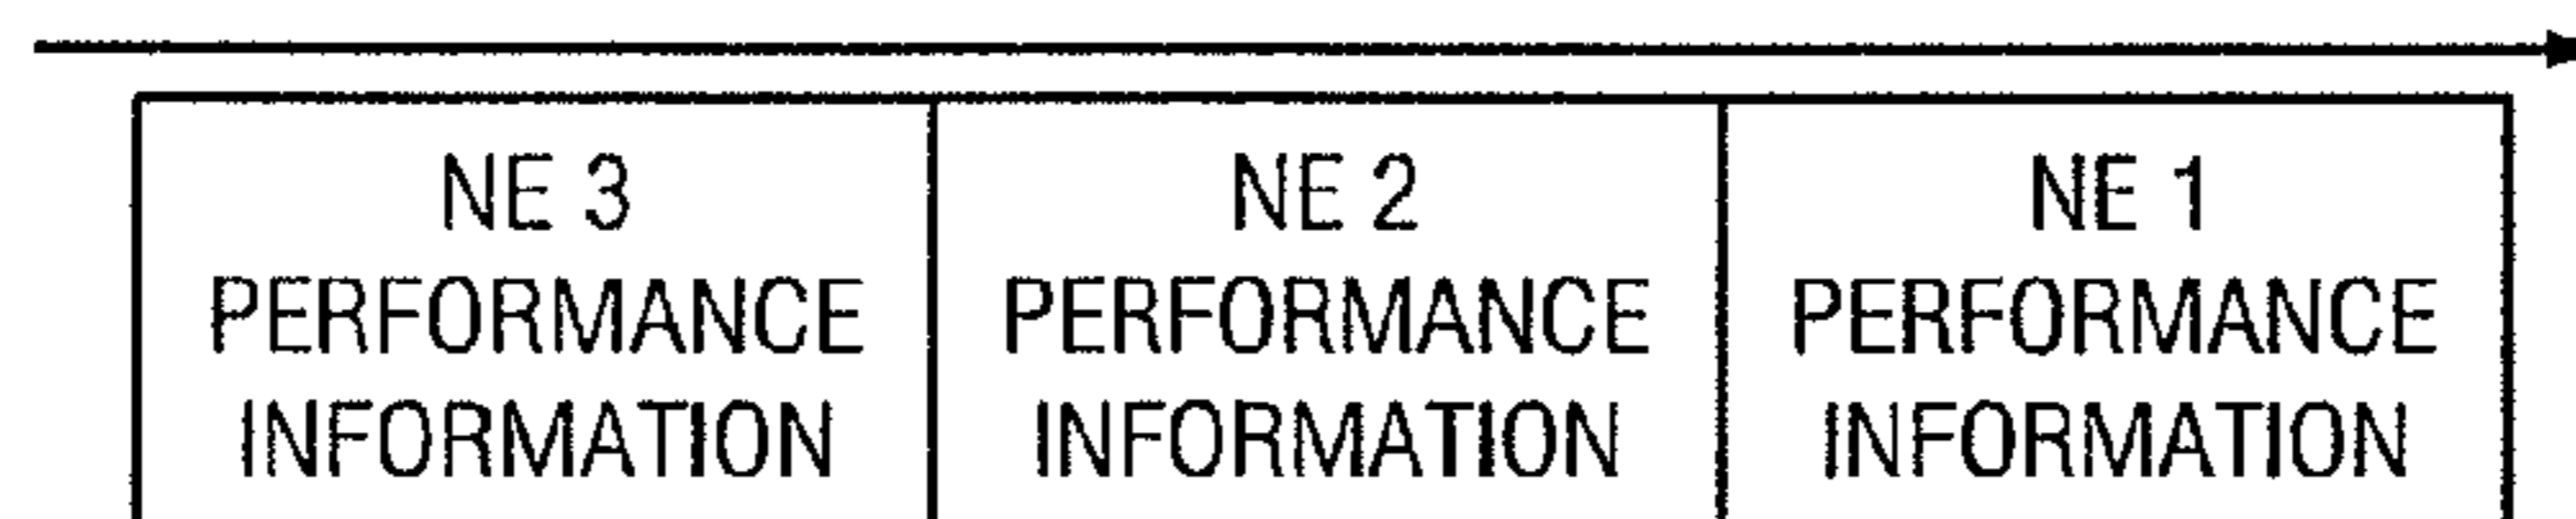 NE 3
PERFORMANCE
INFORMATION
NE 2
PERFORMANCE
INFORMATION
NE 1
PERFORMANCE
INFORMATION